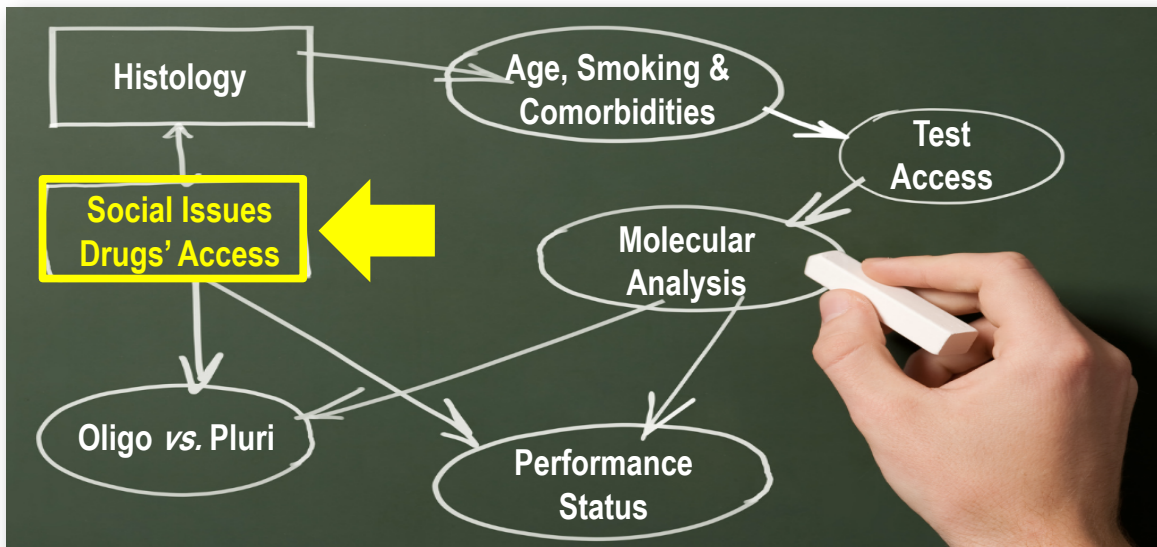 Histology
Age, Smoking &
Comorbidities
Test
Access
Social Issues
Drugs’ Access
Molecular
Analysis
Oligo vs. Pluri
Performance
Status